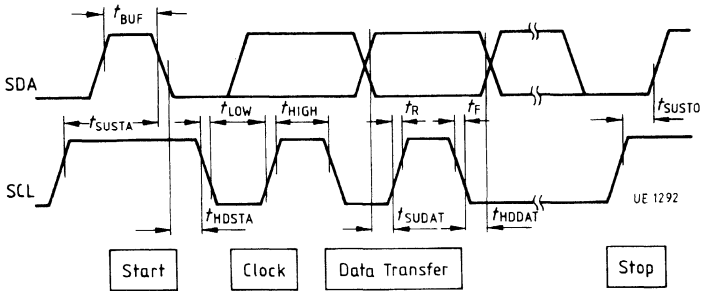 tBUF
SDA
tSUSTA
tLOW
tHIGH
tR
tF
tSUSTO
SCL
tHDSTA
tSUDAT
tHDDAT
UE 1292
Start
Clock
Data Transfer
Stop